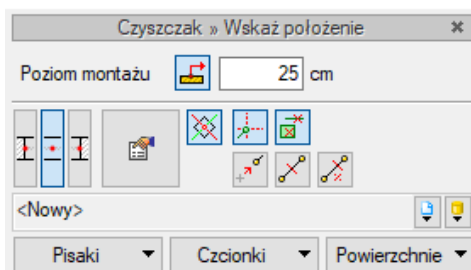 Czyszczak » Wskaż położenie
Poziom montażu 25 cm
<Nowy>
Pisaki Czcionki Powierzchnie